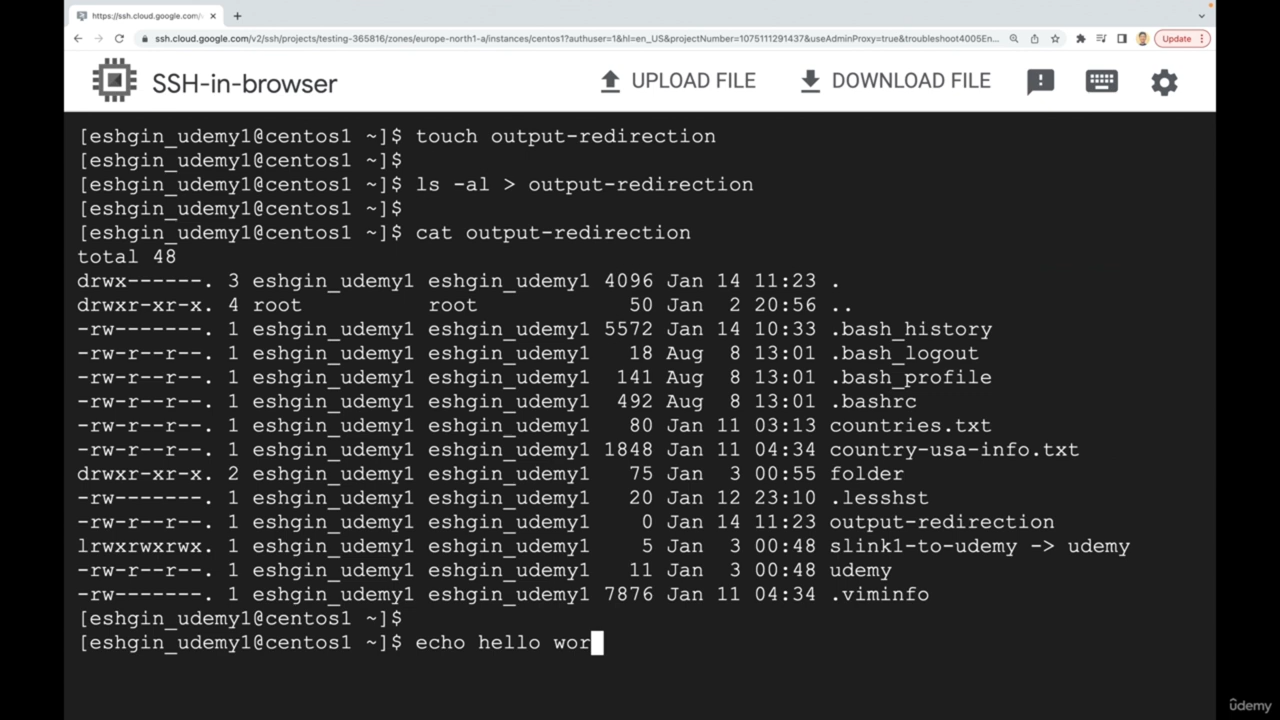 https://ssh.cloud.google.com/v
ssh.cloud.google.com/v2/ssh/projects/testing-365816/zones/europe-north1-a/instances/centos1?authuser=1&hl=en_US&projectNumber=1075111291437&useAdminProxy=true&troubleshoot4005En...
Update
SSH-in-browser
UPLOAD FILE
DOWNLOAD FILE
[eshgin_udemy1@centos1 ~]$ touch output-redirection
[eshgin_udemy1@centos1 ~]$
[eshgin_udemy1@centos1 ~]$ ls -al > output-redirection
[eshgin_udemy1@centos1 ~]$
[eshgin_udemy1@centos1 ~]$ cat output-redirection
total 48
drwx------. 3 eshgin_udemy1 eshgin_udemy1 4096 Jan 14 11:23 .
drwxr-xr-x. 4 root          root            50 Jan  2 20:56 ..
-rw-------. 1 eshgin_udemy1 eshgin_udemy1 5572 Jan 14 10:33 .bash_history
-rw-r--r--. 1 eshgin_udemy1 eshgin_udemy1   18 Aug  8 13:01 .bash_logout
-rw-r--r--. 1 eshgin_udemy1 eshgin_udemy1  141 Aug  8 13:01 .bash_profile
-rw-r--r--. 1 eshgin_udemy1 eshgin_udemy1  492 Aug  8 13:01 .bashrc
-rw-r--r--. 1 eshgin_udemy1 eshgin_udemy1   80 Jan 11 03:13 countries.txt
-rw-r--r--. 1 eshgin_udemy1 eshgin_udemy1 1848 Jan 11 04:34 country-usa-info.txt
drwxr-xr-x. 2 eshgin_udemy1 eshgin_udemy1   75 Jan  3 00:55 folder
-rw-------. 1 eshgin_udemy1 eshgin_udemy1   20 Jan 12 23:10 .lesshst
-rw-r--r--. 1 eshgin_udemy1 eshgin_udemy1    0 Jan 14 11:23 output-redirection
lrwxrwxrwx. 1 eshgin_udemy1 eshgin_udemy1    5 Jan  3 00:48 slink1-to-udemy -> udemy
-rw-r--r--. 1 eshgin_udemy1 eshgin_udemy1   11 Jan  3 00:48 udemy
-rw-------. 1 eshgin_udemy1 eshgin_udemy1 7876 Jan 11 04:34 .viminfo
[eshgin_udemy1@centos1 ~]$
[eshgin_udemy1@centos1 ~]$ echo hello wor
ûdemy